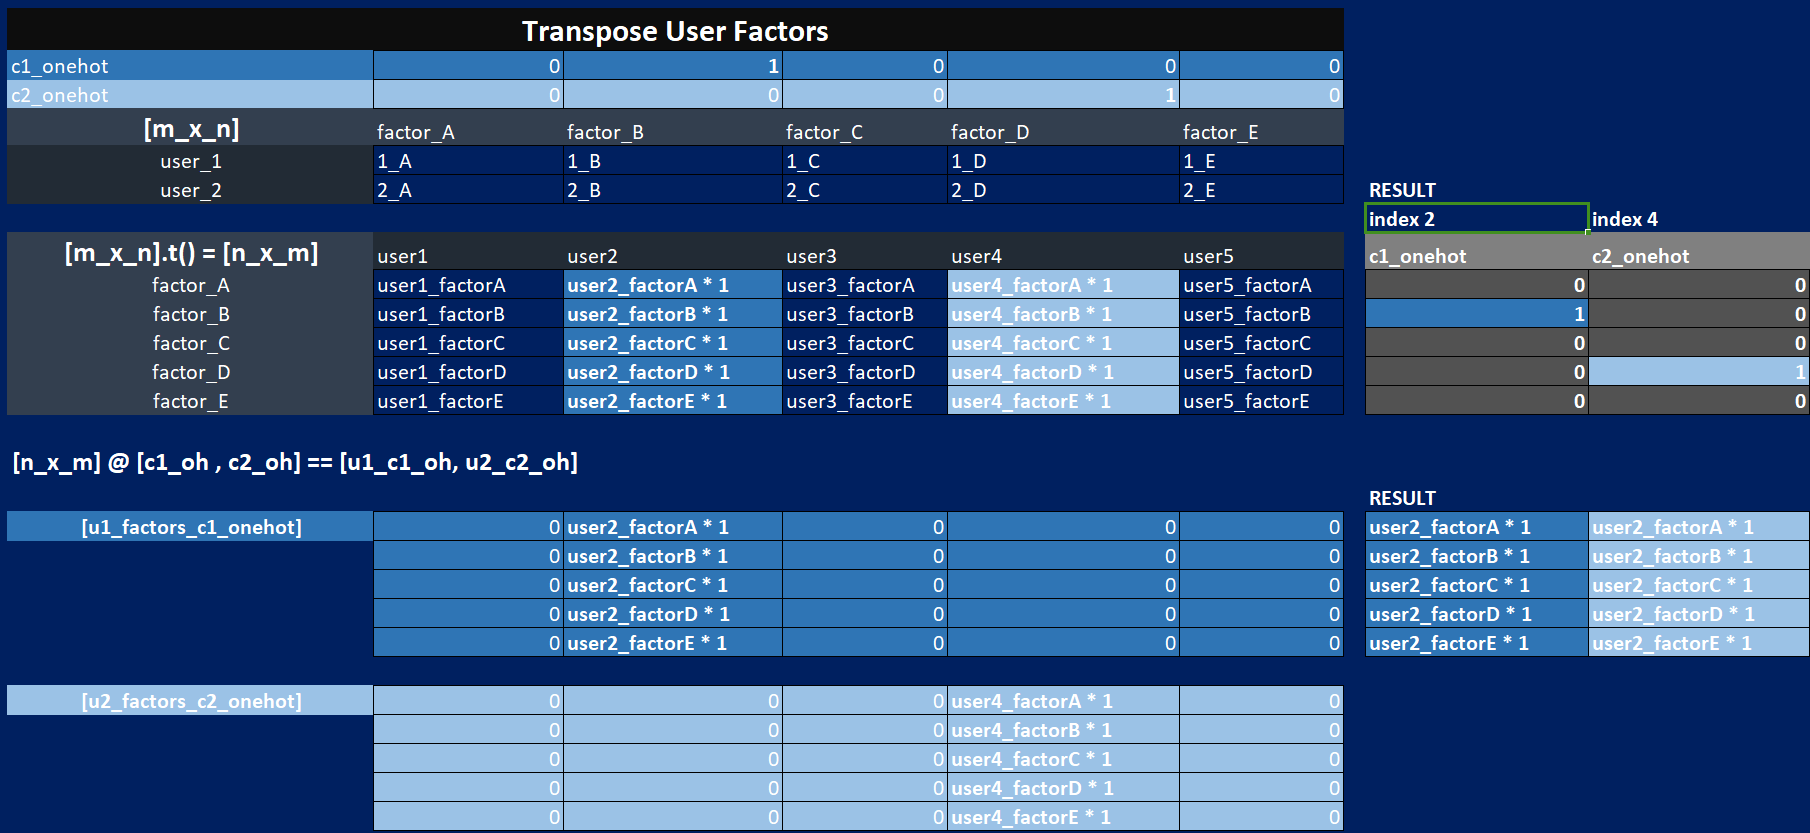 Transpose User Factors
c1_onehot 0 1 0 0 0
c2_onehot 0 0 0 1 0
[m_x_n] factor_A factor_B factor_C factor_D factor_E
user_1 1_A 1_B 1_C 1_D 1_E
user_2 2_A 2_B 2_C 2_D 2_E
RESULT
index 2 index 4
[m_x_n].t() = [n_x_m] user1 user2 user3 user4 user5 c1_onehot c2_onehot
factor_A user1_factorA user2_factorA * 1 user3_factorA user4_factorA * 1 user5_factorA 0 0
factor_B user1_factorB user2_factorB * 1 user3_factorB user4_factorB * 1 user5_factorB 1 0
factor_C user1_factorC user2_factorC * 1 user3_factorC user4_factorC * 1 user5_factorC 0 0
factor_D user1_factorD user2_factorD * 1 user3_factorD user4_factorD * 1 user5_factorD 0 1
factor_E user1_factorE user2_factorE * 1 user3_factorE user4_factorE * 1 user5_factorE 0 0
[n_x_m] @ [c1_oh , c2_oh] == [u1_c1_oh, u2_c2_oh]
RESULT
[u1_factors_c1_onehot] 0 user2_factorA * 1 0 0 0 user2_factorA * 1 user2_factorA * 1
0 user2_factorB * 1 0 0 0 user2_factorB * 1 user2_factorB * 1
0 user2_factorC * 1 0 0 0 user2_factorC * 1 user2_factorC * 1
0 user2_factorD * 1 0 0 0 user2_factorD * 1 user2_factorD * 1
0 user2_factorE * 1 0 0 0 user2_factorE * 1 user2_factorE * 1
[u2_factors_c2_onehot] 0 0 0 user4_factorA * 1 0
0 0 0 user4_factorB * 1 0
0 0 0 user4_factorC * 1 0
0 0 0 user4_factorD * 1 0
0 0 0 user4_factorE * 1 0